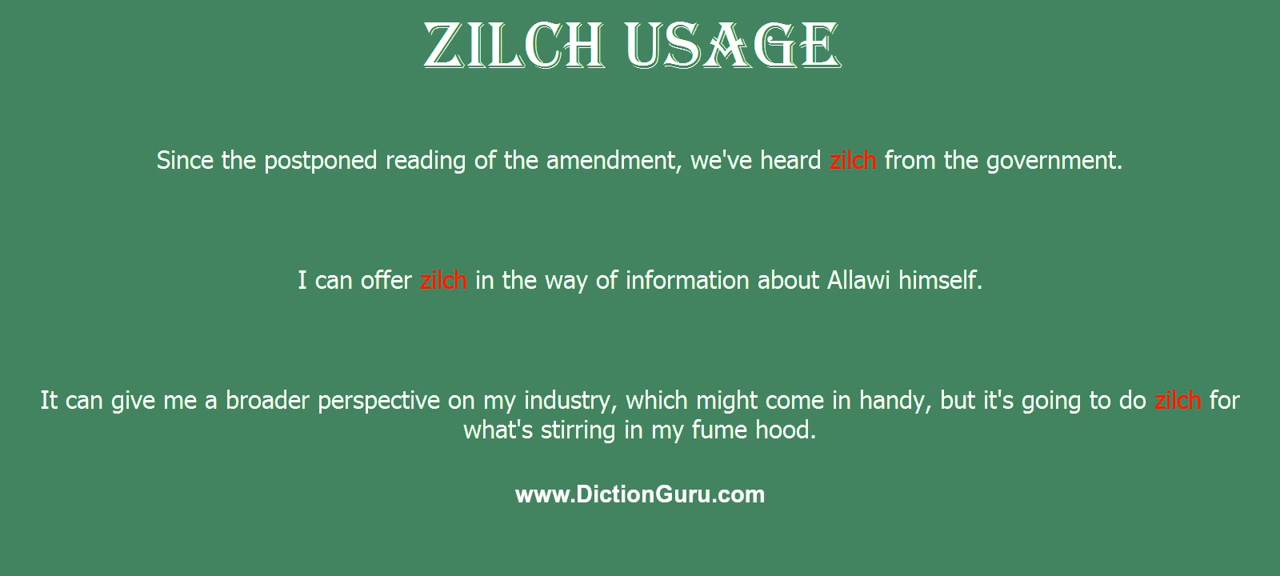 ZILCH USAGE
Since the postponed reading of the amendment, we've heard zilch from the government.
I can offer zilch in the way of information about Allawi himself.
It can give me a broader perspective on my industry, which might come in handy, but it's going to do zilch for
what's stirring in my fume hood.
www.DictionGuru.com